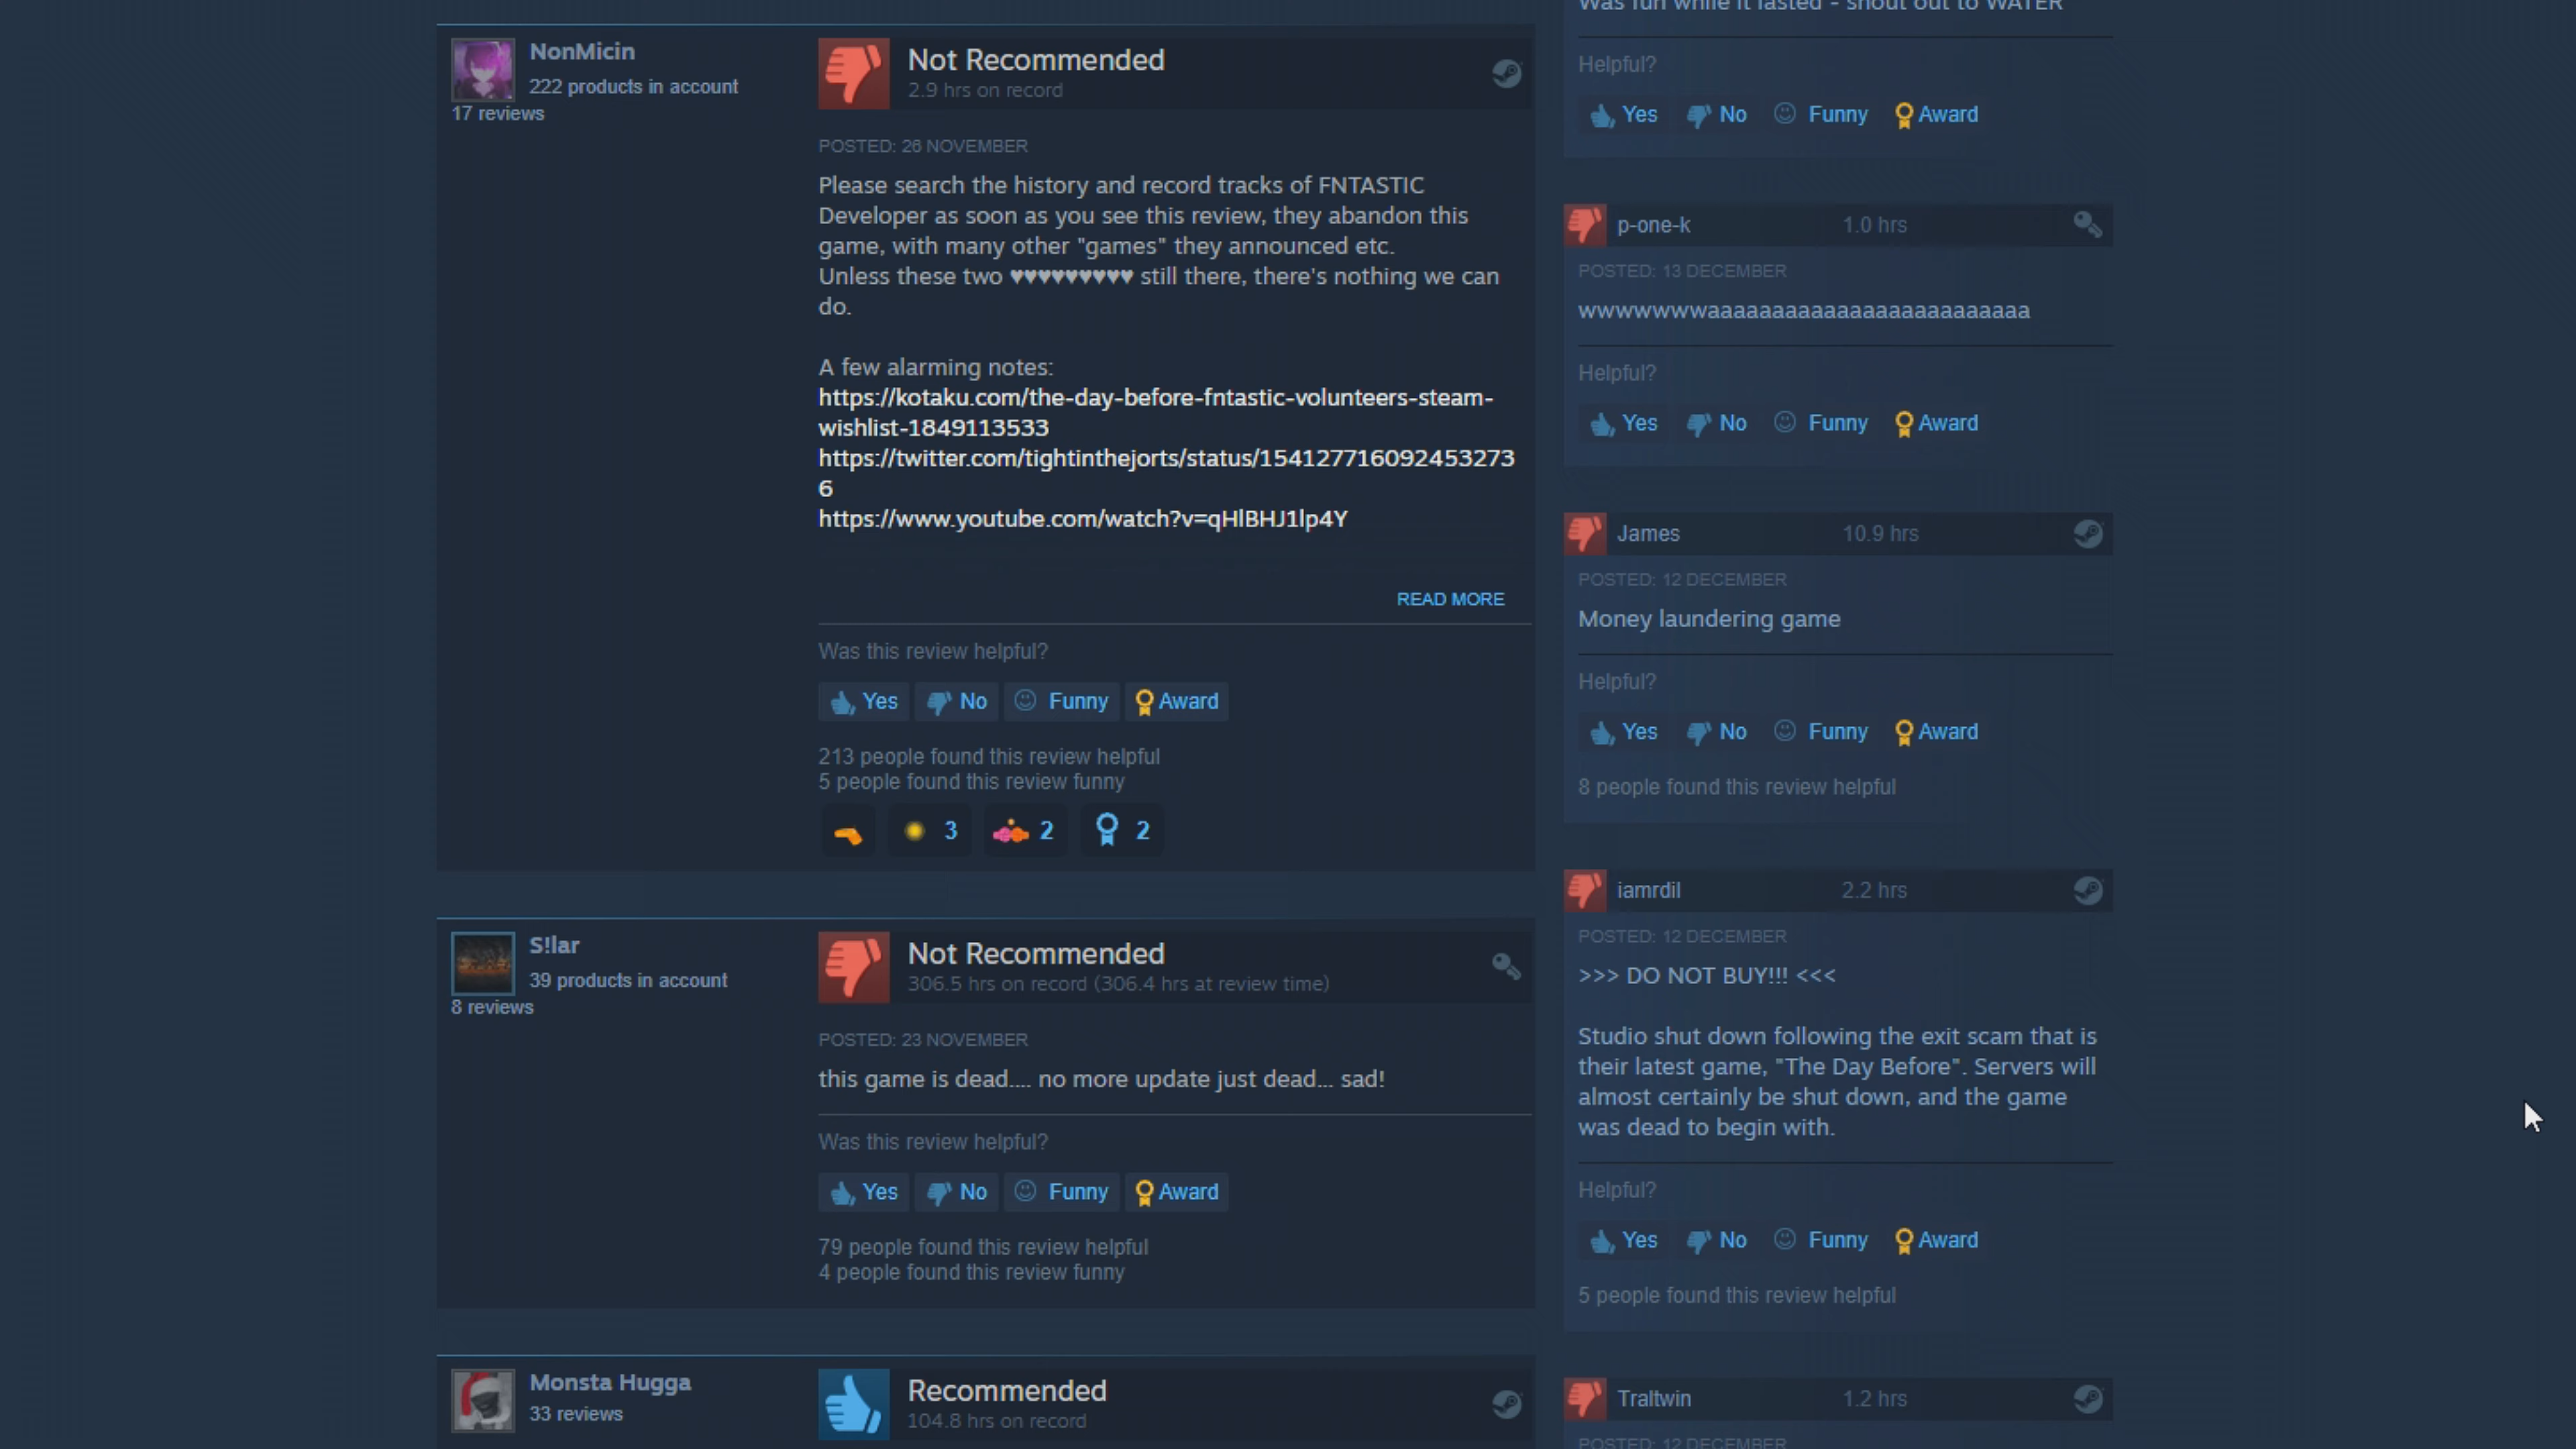 NonMicin
222 products in account
17 reviews
Not Recommended
2.9 hrs on record
POSTED: 26 NOVEMBER
Please search the history and record tracks of FNTASTIC
Developer as soon as you see this review, they abandon this
game, with many other "games" they announced etc.
Unless these two ♥♥♥♥♥♥♥♥♥ still there, there's nothing we can
do.
A few alarming notes:
https://kotaku.com/the-day-before-fntastic-volunteers-steam-
wishlist-1849113533
https://twitter.com/tightinthejorts/status/154127716092453273
6
https://www.youtube.com/watch?v=qHlBHJ1lp4Y
READ MORE
Was this review helpful?
Yes No Funny Award
213 people found this review helpful
5 people found this review funny
3 2 2
S!lar
39 products in account
8 reviews
Not Recommended
306.5 hrs on record (306.4 hrs at review time)
POSTED: 23 NOVEMBER
this game is dead.... no more update just dead... sad!
Was this review helpful?
Yes No Funny Award
79 people found this review helpful
4 people found this review funny
Monsta Hugga
33 reviews
Recommended
104.8 hrs on record
Was fun while it lasted - shout out to WATER
Helpful?
Yes No Funny Award
p-one-k 1.0 hrs
POSTED: 13 DECEMBER
wwwwwwwaaaaaaaaaaaaaaaaaaaaaaaaa
Helpful?
Yes No Funny Award
James 10.9 hrs
POSTED: 12 DECEMBER
Money laundering game
Helpful?
Yes No Funny Award
8 people found this review helpful
iamrdil 2.2 hrs
POSTED: 12 DECEMBER
>>> DO NOT BUY!!! <<<
Studio shut down following the exit scam that is
their latest game, "The Day Before". Servers will
almost certainly be shut down, and the game
was dead to begin with.
Helpful?
Yes No Funny Award
5 people found this review helpful
Traltwin 1.2 hrs
POSTED: 12 DECEMBER